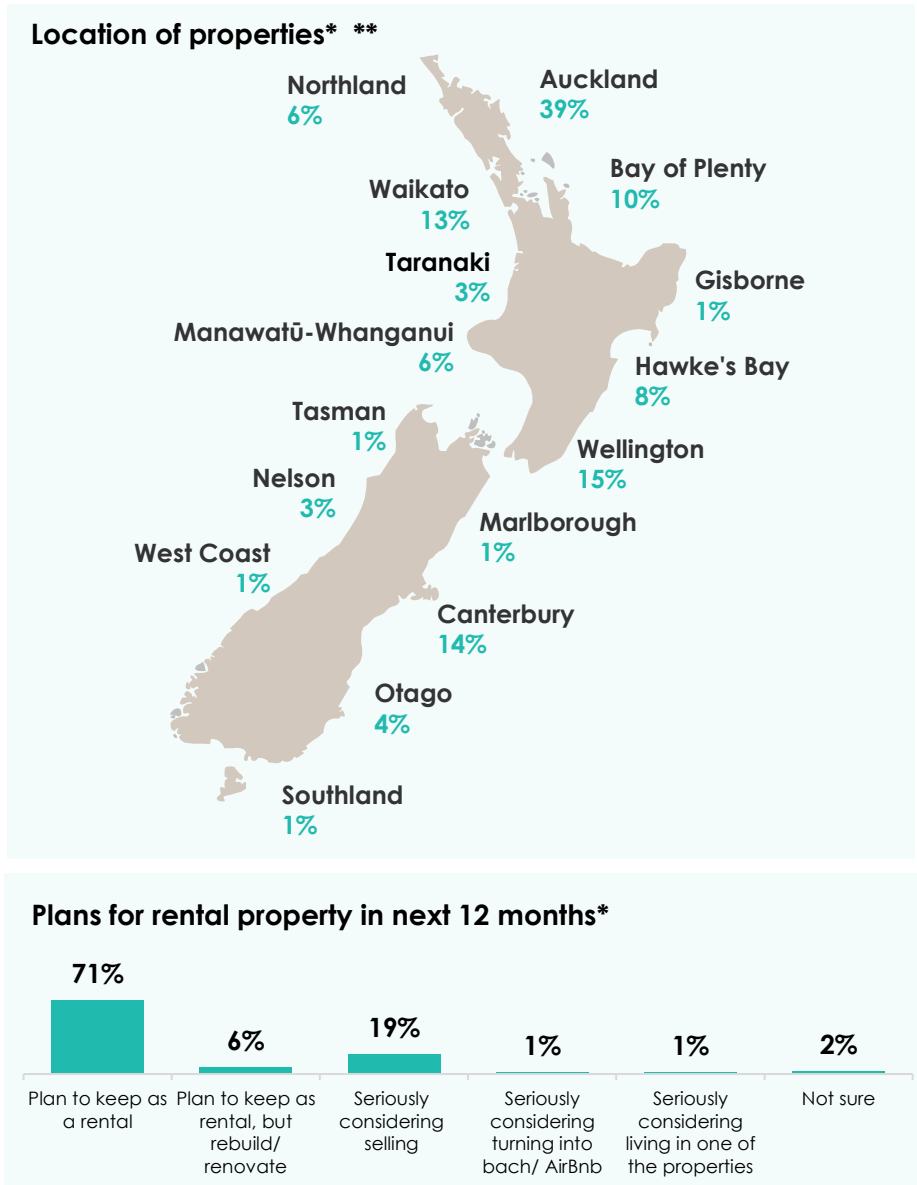 Location of properties* **
Northland
6%
Auckland
39%
Bay of Plenty
10%
Waikato
13%
Taranaki
3%
Gisborne
1%
Manawatū-Whanganui
6%
Hawke's Bay
8%
Tasman
1%
Wellington
15%
Nelson
3%
Marlborough
1%
West Coast
1%
Canterbury
14%
Otago
4%
Southland
1%
Plans for rental property in next 12 months*
71%
6%
19%
1%
1%
2%
Plan to keep as
a rental
Plan to keep as
rental, but
rebuild/
renovate
Seriously
considering
selling
Seriously
considering
turning into
bach/ AirBnb
Seriously
considering
living in one of
the properties
Not sure